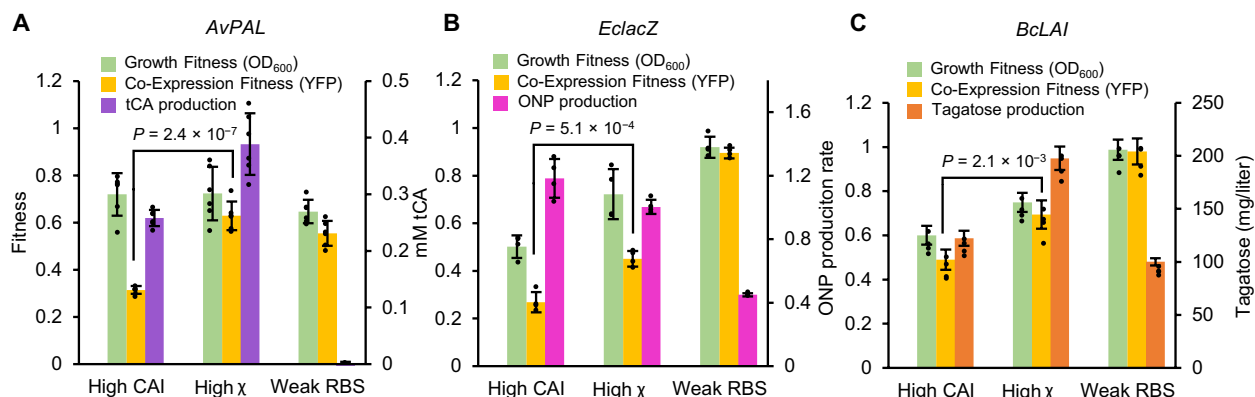 A
AvPAL
Growth Fitness (OD600)
Co-Expression Fitness (YFP)
tCA production
P = 2.4 × 10−7
Fitness
1.2
1
0.8
0.6
0.4
0.2
0
0.5
0.4
0.3
0.2
0.1
0
mM tCA
High CAI
High χ
Weak RBS
B
EclacZ
Growth Fitness (OD600)
Co-Expression Fitness (YFP)
ONP production
P = 5.1 × 10−4
1.2
1
0.8
0.6
0.4
0.2
0
1.6
1.2
0.8
0.4
0
ONP produciton rate
High CAI
High χ
Weak RBS
C
BcLAI
Growth Fitness (OD600)
Co-Expression Fitness (YFP)
Tagatose production
P = 2.1 × 10−3
1.2
1
0.8
0.6
0.4
0.2
0
250
200
150
100
50
0
Tagatose (mg/liter)
High CAI
High χ
Weak RBS